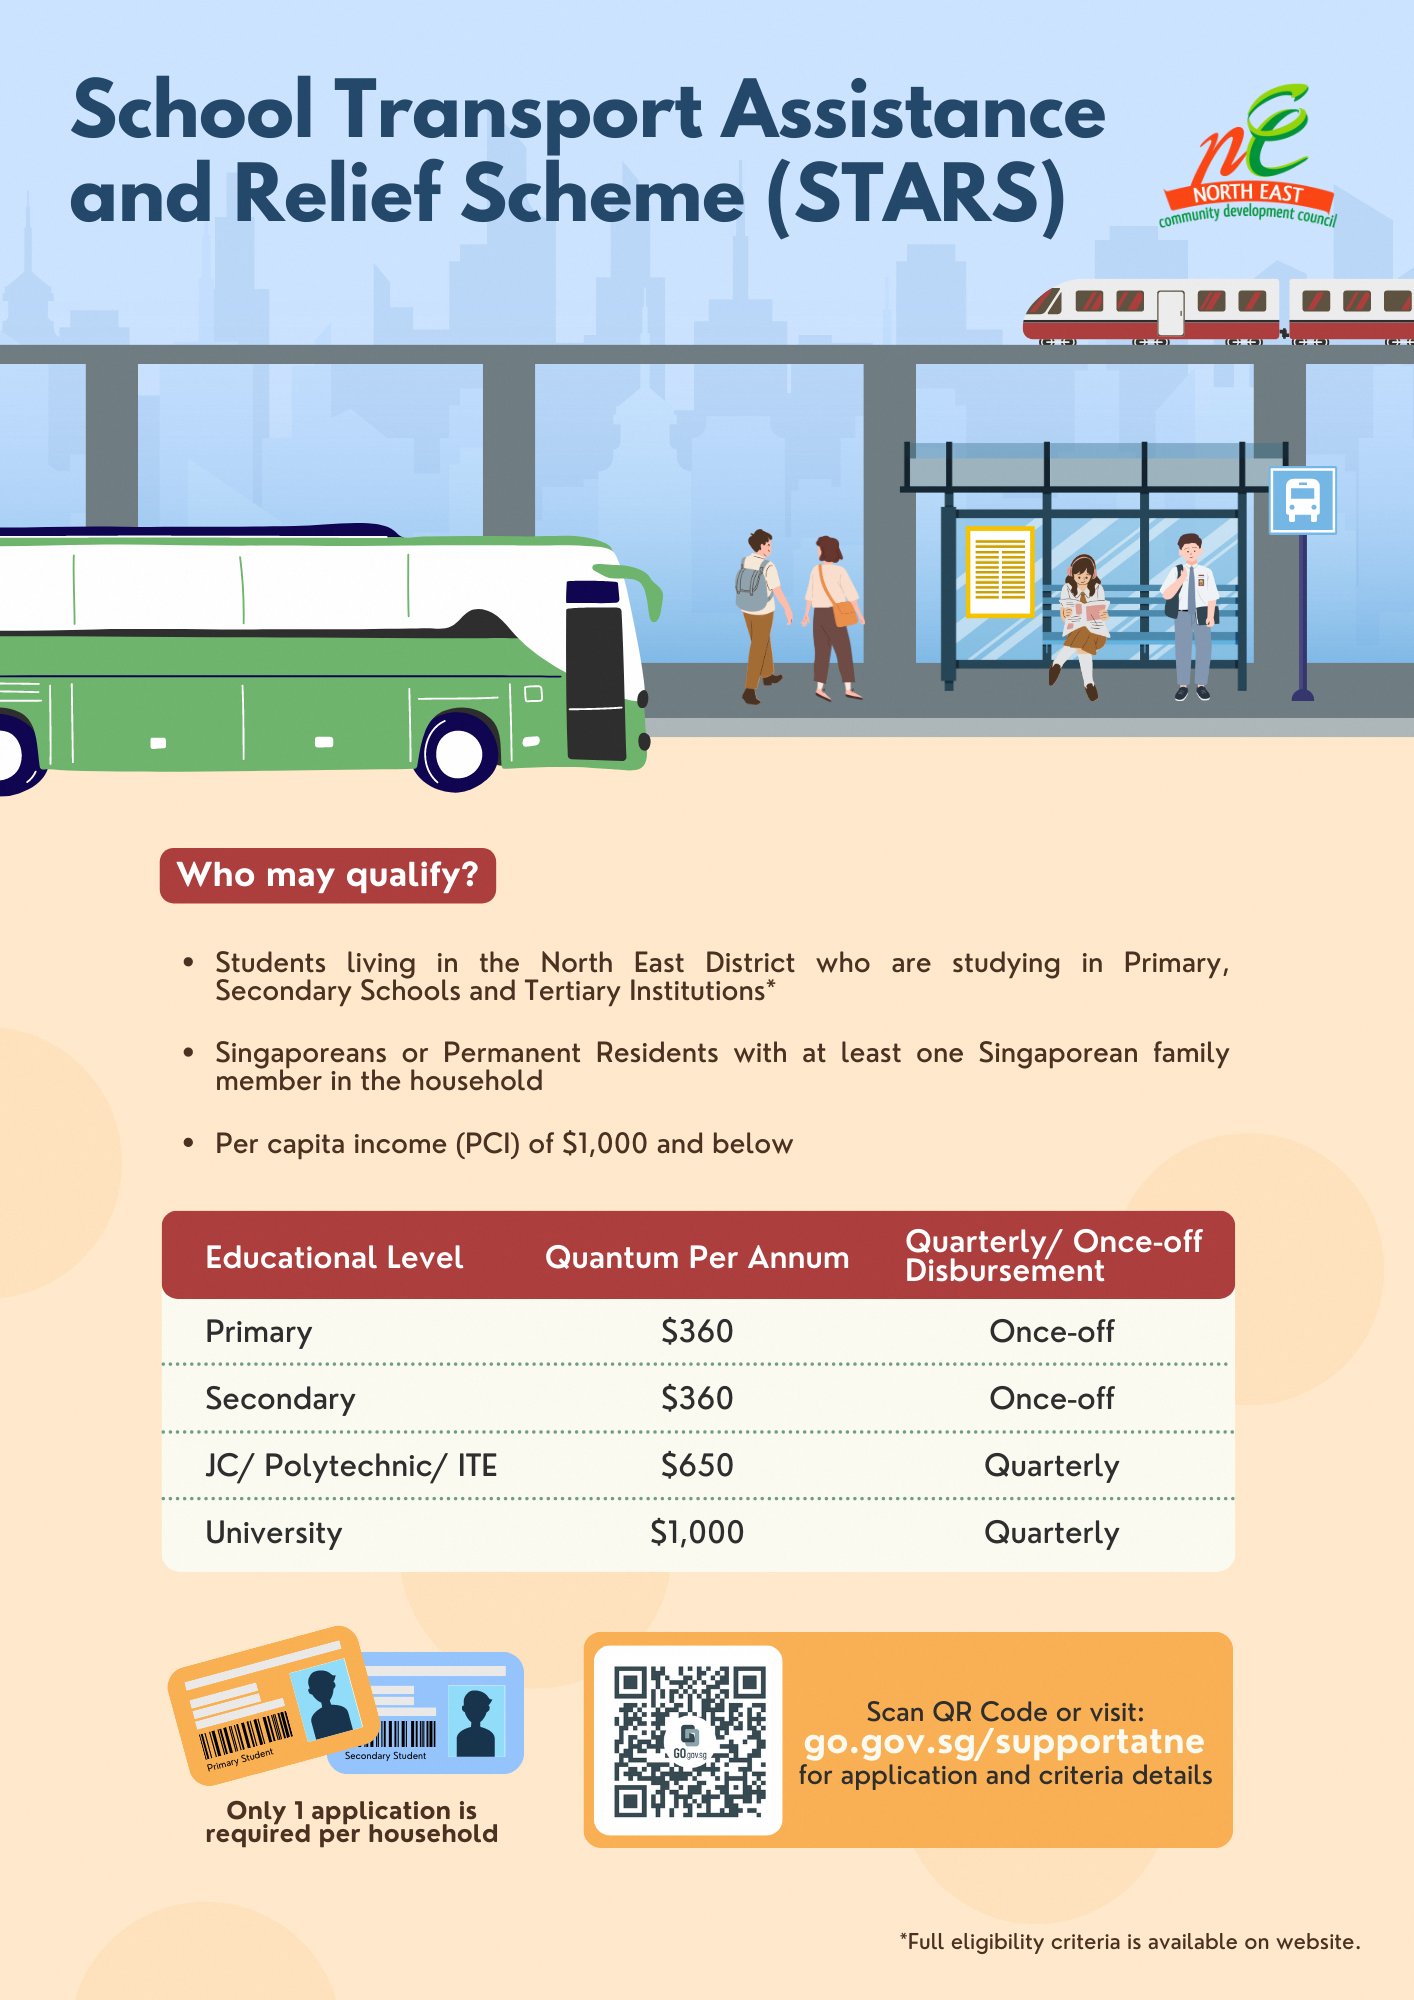 School Transport Assistance
and Relief Scheme (STARS)
ne
NORTH EAST
community development council
Who may qualify?
• Students living in the North East District who are studying in Primary,
Secondary Schools and Tertiary Institutions*
• Singaporeans or Permanent Residents with at least one Singaporean family
member in the household
• Per capita income (PCI) of $1,000 and below
Educational Level Quantum Per Annum Quarterly/ Once-off
Disbursement
Primary $360 Once-off
Secondary $360 Once-off
JC/ Polytechnic/ ITE $650 Quarterly
University $1,000 Quarterly
Primary Student
Secondary Student
Only 1 application is
required per household
GO.gov.sg
Scan QR Code or visit:
go.gov.sg/supportatne
for application and criteria details
*Full eligibility criteria is available on website.